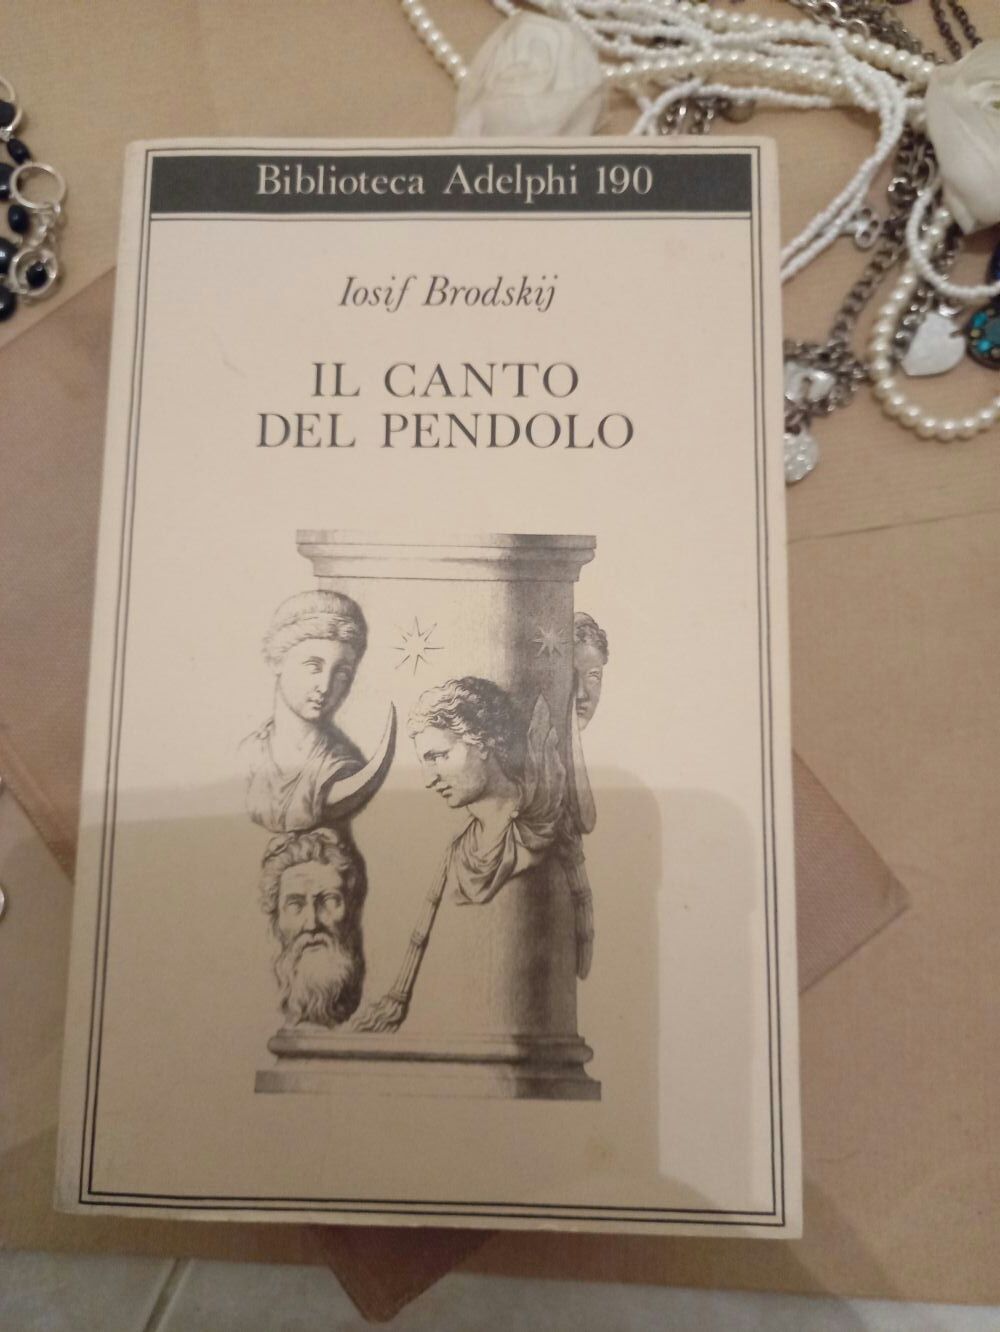 Biblioteca Adelphi 190
Iosif Brodskij
IL CANTO
DEL PENDOLO